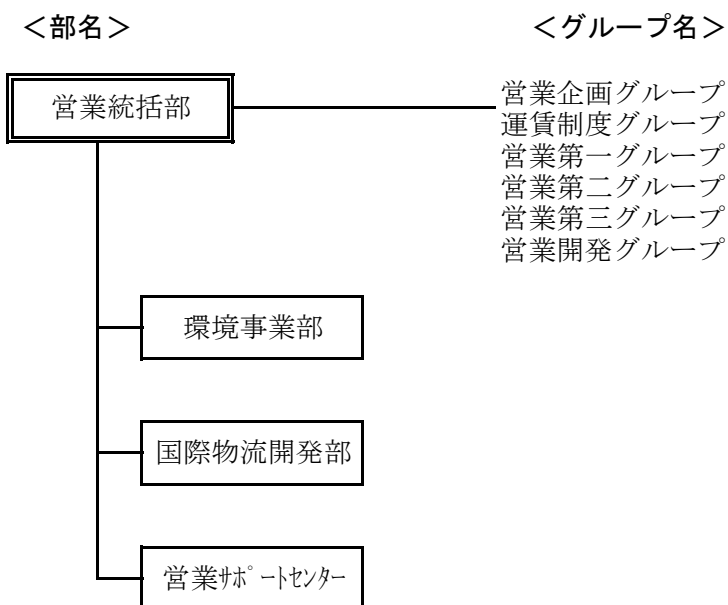 <部名>
<グループ名>
営業統括部
営業企画グループ
運賃制度グループ
営業第一グループ
営業第二グループ
営業第三グループ
営業開発グループ
環境事業部
国際物流開発部
営業ｻﾎﾟｰﾄｾﾝﾀｰ